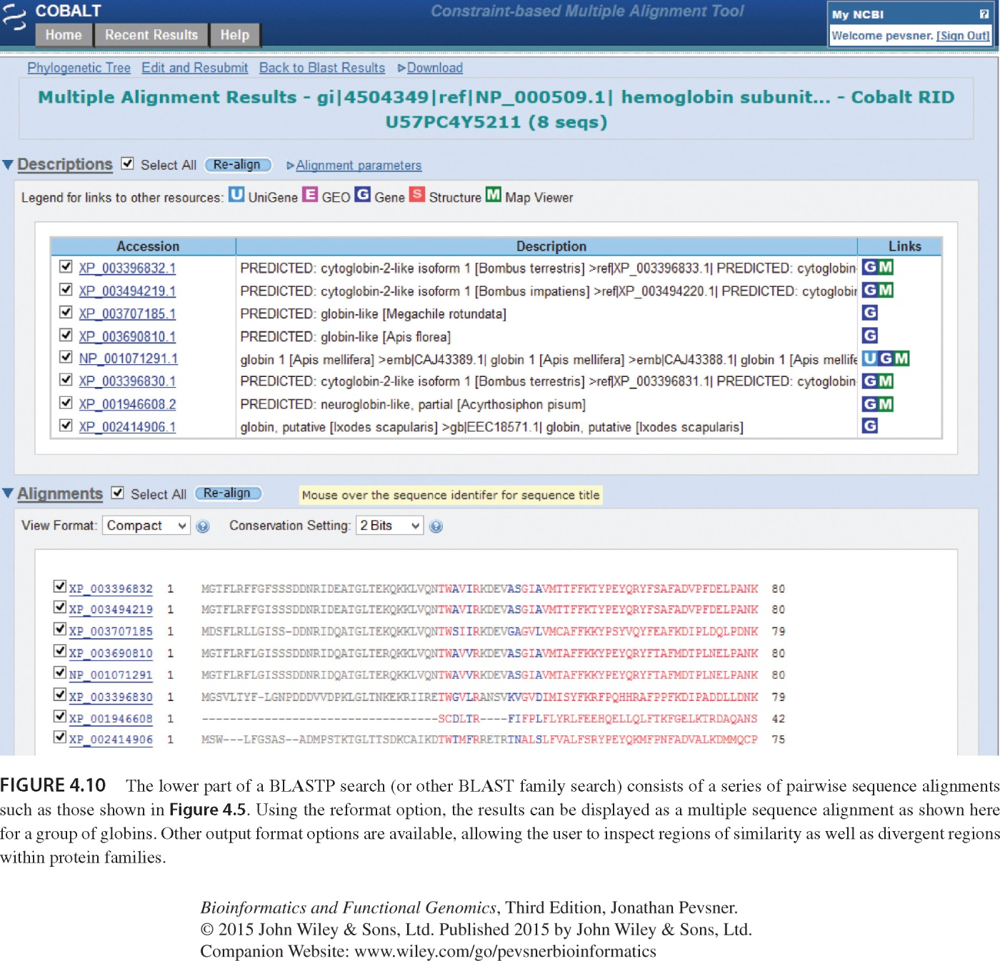 COBALT
Constraint-based Multiple Alignment Tool
My NCBI ?
Welcome pevsner. [Sign Out]
Home Recent Results Help
Phylogenetic Tree Edit and Resubmit Back to Blast Results Download
Multiple Alignment Results - gi|4504349|ref|NP_000509.1| hemoglobin subunit... - Cobalt RID
U57PC4Y5211 (8 seqs)
Descriptions Select All Re-align Alignment parameters
Legend for links to other resources: U UniGene E GEO G Gene S Structure M Map Viewer
Accession Description Links
XP_003396832.1 PREDICTED: cytoglobin-2-like isoform 1 [Bombus terrestris] >ref|XP_003396833.1| PREDICTED: cytoglobin- G M
XP_003494219.1 PREDICTED: cytoglobin-2-like isoform 1 [Bombus impatiens] >ref|XP_003494220.1| PREDICTED: cytoglobin G M
XP_003707185.1 PREDICTED: globin-like [Megachile rotundata] G
XP_003690810.1 PREDICTED: globin-like [Apis florea] G
NP_001071291.1 globin 1 [Apis mellifera] >emb|CAJ43389.1| globin 1 [Apis mellifera] >emb|CAJ43388.1| globin 1 [Apis mellife U G M
XP_003396830.1 PREDICTED: cytoglobin-2-like isoform 1 [Bombus terrestris] >ref|XP_003396831.1| PREDICTED: cytoglobin- G M
XP_001946608.2 PREDICTED: neuroglobin-like, partial [Acyrthosiphon pisum] G M
XP_002414906.1 globin, putative [Ixodes scapularis] >gb|EEC18571.1| globin, putative [Ixodes scapularis] G
Alignments Select All Re-align Mouse over the sequence identifer for sequence title
View Format: Compact ? Conservation Setting: 2 Bits ?
XP_003396832 1 MGTFLRFFGFSSSDDNRIDEATGLTEKQKKLVQNTWAVIRKDEVASGIAVMTTFFKTYPEYQRYFSAFADVPFDELPANK 80
XP_003494219 1 MGTFLRFFGISSSDDNRIDEATGLTEKQKKLVQNTWAVIRKDEVASGIAVMTTFFKTYPEYQRYFSAFADVPFDELPANK 80
XP_003707185 1 MDSFLRLLGISS-DDNRIDQATGLTEKQKKLVQNTWSIIRKDEVGAGVLVMCAFFKKYPSYVQYFEAFKDIPLDQLPDNK 79
XP_003690810 1 MGTFLRFLGISSSDDNRIDQATGLTERQKKLVQNTWAVVRKDEVASGIAVMTAFFKKYPEYQRYFTAFMDTPLNELPANK 80
NP_001071291 1 MGTFLRFLGISSSDDNRIDQATGLTERQKKLVQNTWAVVRKDEVASGIAVMTAFFKKYPEYQRYFTAFMDTPLNELPANK 80
XP_003396830 1 MGSVLTYF-LGNPDDDVVDPKLGLTNKEKRIIRETWGVLRANSVKVGVDIMISYFKRFPQHHRAFPPFKDIPADDLLDNK 79
XP_001946608 1 ----------------------------------SCDLTR----FIFPLFLYRLFEEHQELLQLFTKFGELKTRDAQANS 42
XP_002414906 1 MSW---LFGSAS--ADMPSTKTGLTTSDKCAIKDTWTMFRRETRTNALSLFVALFSRYPEYQKMFPNFADVALKDMMQCP 75
FIGURE 4.10 The lower part of a BLASTP search (or other BLAST family search) consists of a series of pairwise sequence alignments
such as those shown in Figure 4.5. Using the reformat option, the results can be displayed as a multiple sequence alignment as shown here
for a group of globins. Other output format options are available, allowing the user to inspect regions of similarity as well as divergent regions
within protein families.
Bioinformatics and Functional Genomics, Third Edition, Jonathan Pevsner.
© 2015 John Wiley & Sons, Ltd. Published 2015 by John Wiley & Sons, Ltd.
Companion Website: www.wiley.com/go/pevsnerbioinformatics